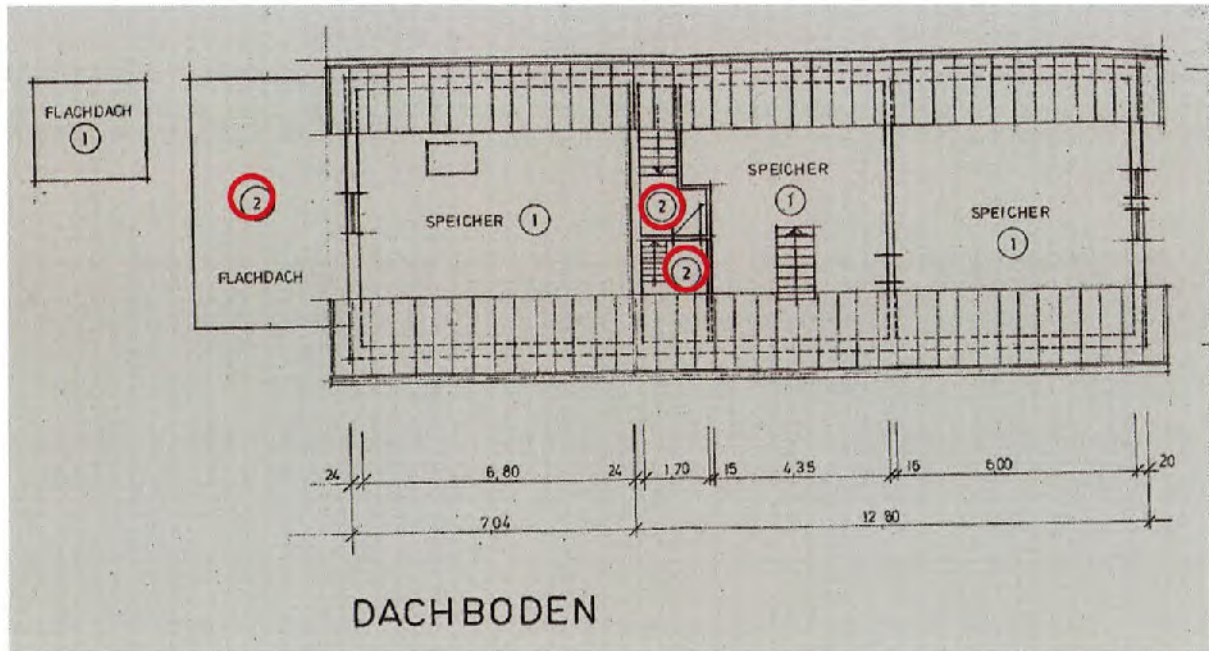 FLACHDACH
1
2
FLACHDACH
SPEICHER 1
2
2
SPEICHER
1
SPEICHER
1
24 6,80 24 1,70 15 4,35 15 6,00 20
7,04 12,80
DACHBODEN